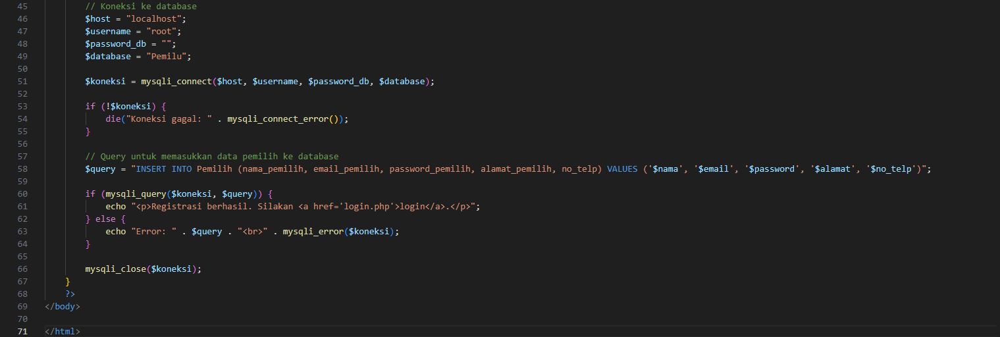 45 // Koneksi ke database
46 $host = "localhost";
47 $username = "root";
48 $password_db = "";
49 $database = "Pemilu";
50
51 $koneksi = mysqli_connect($host, $username, $password_db, $database);
52
53 if (!$koneksi) {
54 die("Koneksi gagal: " . mysqli_connect_error());
55 }
56
57 // Query untuk memasukkan data pemilih ke database
58 $query = "INSERT INTO Pemilih (nama_pemilih, email_pemilih, password_pemilih, alamat_pemilih, no_telp) VALUES ('$nama', '$email', '$password', '$alamat', '$no_telp')";
59
60 if (mysqli_query($koneksi, $query)) {
61 echo "<p>Registrasi berhasil. Silakan <a href='login.php'>login</a>.</p>";
62 } else {
63 echo "Error: " . $query . "<br>" . mysqli_error($koneksi);
64 }
65
66 mysqli_close($koneksi);
67 }
68 ?>
69 </body>
70
71 </html>